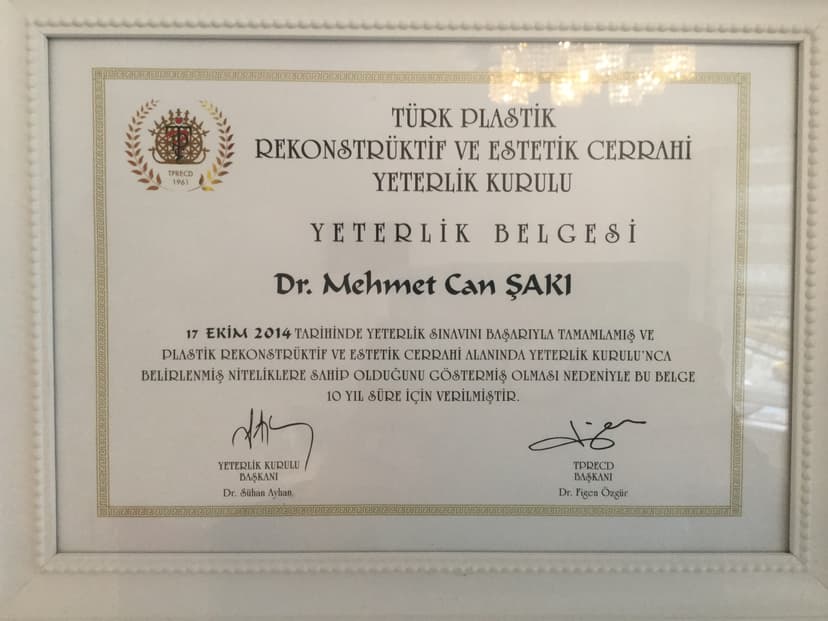 TPRECD
1961
TÜRK PLASTİK
REKONSTRÜKTİF VE ESTETİK CERRAHİ
YETERLİK KURULU
YETERLİK BELGESİ
Dr. Mehmet Can ŞAKI
17 EKİM 2014 TARİHİNDE YETERLİK SINAVINI BAŞARIYLA TAMAMLAMIŞ VE
PLASTİK REKONSTRÜKTİF VE ESTETİK CERRAHİ ALANINDA YETERLİK KURULU'NCA
BELİRLENMİŞ NİTELİKLERE SAHİP OLDUĞUNU GÖSTERMİŞ OLMASI NEDENİYLE BU BELGE
10 YIL SÜRE İÇİN VERİLMİŞTİR.
YETERLİK KURULU
BAŞKANI
Dr. Sühan Ayhan
TPRECD
BAŞKANI
Dr. Figen Özgür